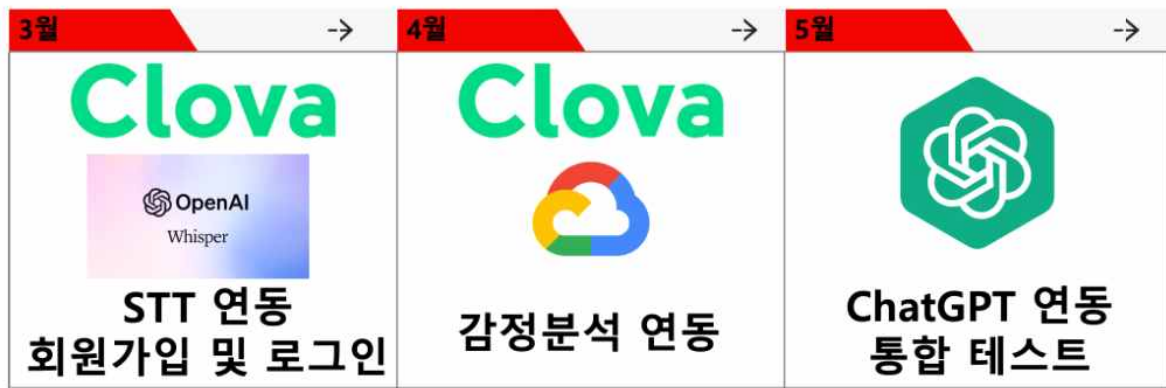 3월 →
Clova
OpenAI
Whisper
STT 연동
회원가입 및 로그인
4월 →
Clova
감정분석 연동
5월 →
ChatGPT 연동
통합 테스트